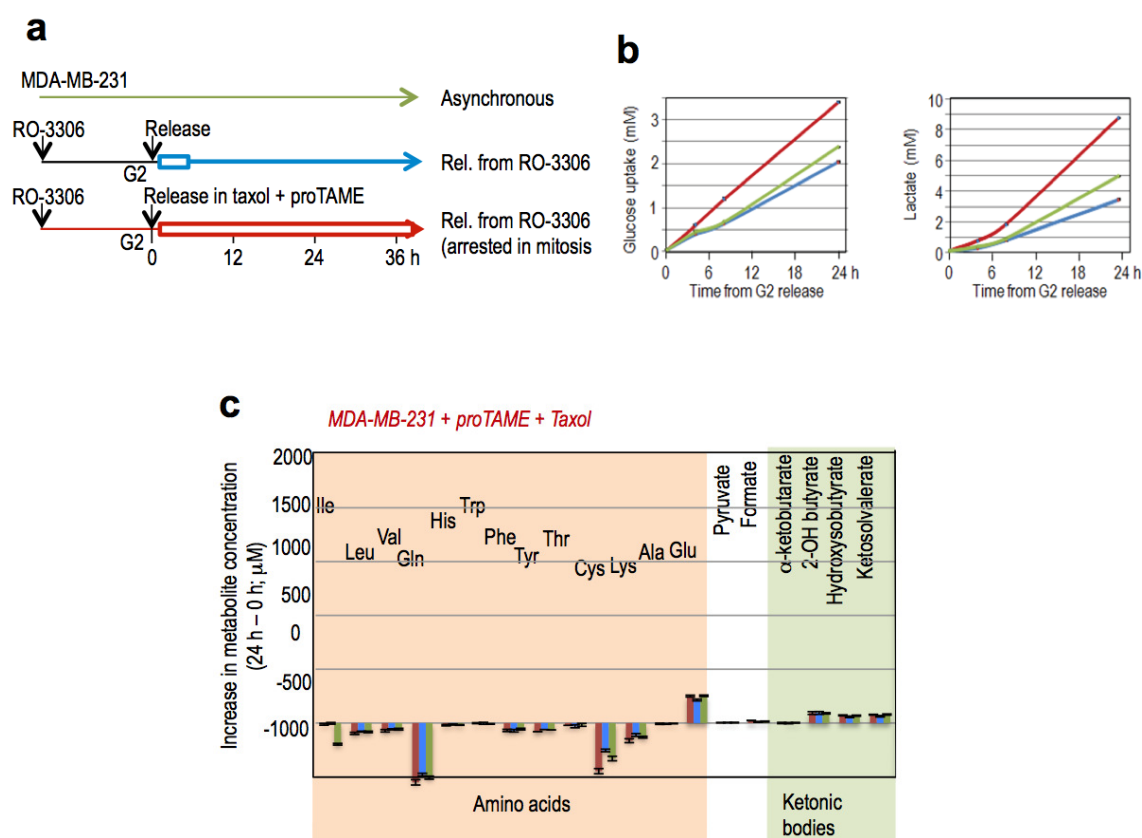 a
MDA-MB-231
Asynchronous
RO-3306
Release
G2
Rel. from RO-3306
RO-3306
Release in taxol + proTAME
G2
Rel. from RO-3306
(arrested in mitosis
0 12 24 36 h
b
Glucose uptake (mM)
3
2
1
0
0 6 12 18 24 h
Time from G2 release
Lactate (mM)
10
8
6
4
2
0
0 6 12 18 24 h
Time from G2 release
c
MDA-MB-231 + proTAME + Taxol
Increase in metabolite concentration
(24 h – 0 h; µM)
2000
1500
1000
500
0
-500
-1000
Ile
Leu
Val
Gln
His
Trp
Phe
Tyr
Thr
Cys
Lys
Ala
Glu
Pyruvate
Formate
α-ketobutarate
2-OH butyrate
Hydroxysobutyrate
Ketosolvalerate
Amino acids
Ketonic
bodies